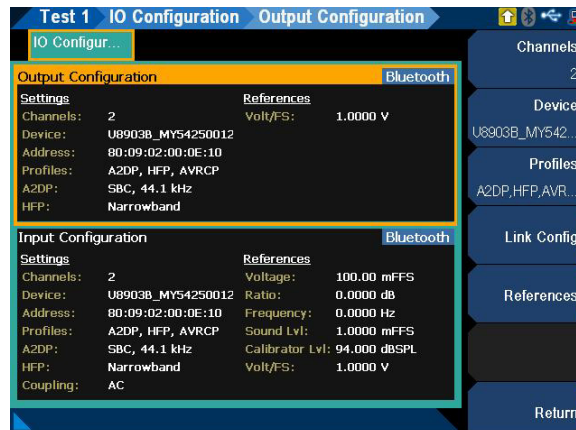 Test 1 IO Configuration Output Configuration
IO Configur...
Output Configuration Bluetooth
Settings References
Channels: 2 Volt/FS: 1.0000 V
Device: U8903B_MY54250012
Address: 80:09:02:00:0E:10
Profiles: A2DP, HFP, AVRCP
A2DP: SBC, 44.1 kHz
HFP: Narrowband
Input Configuration Bluetooth
Settings References
Channels: 2 Voltage: 100.00 mFFS
Device: U8903B_MY54250012 Ratio: 0.0000 dB
Address: 80:09:02:00:0E:10 Frequency: 0.0000 Hz
Profiles: A2DP, HFP, AVRCP Sound Lvl: 1.0000 mFFS
A2DP: SBC, 44.1 kHz Calibrator Lvl: 94.000 dBSPL
HFP: Narrowband Volt/FS: 1.0000 V
Coupling: AC
Channels
2
Device
U8903B_MY542...
Profiles
A2DP,HFP,AVR...
Link Config
References
Return